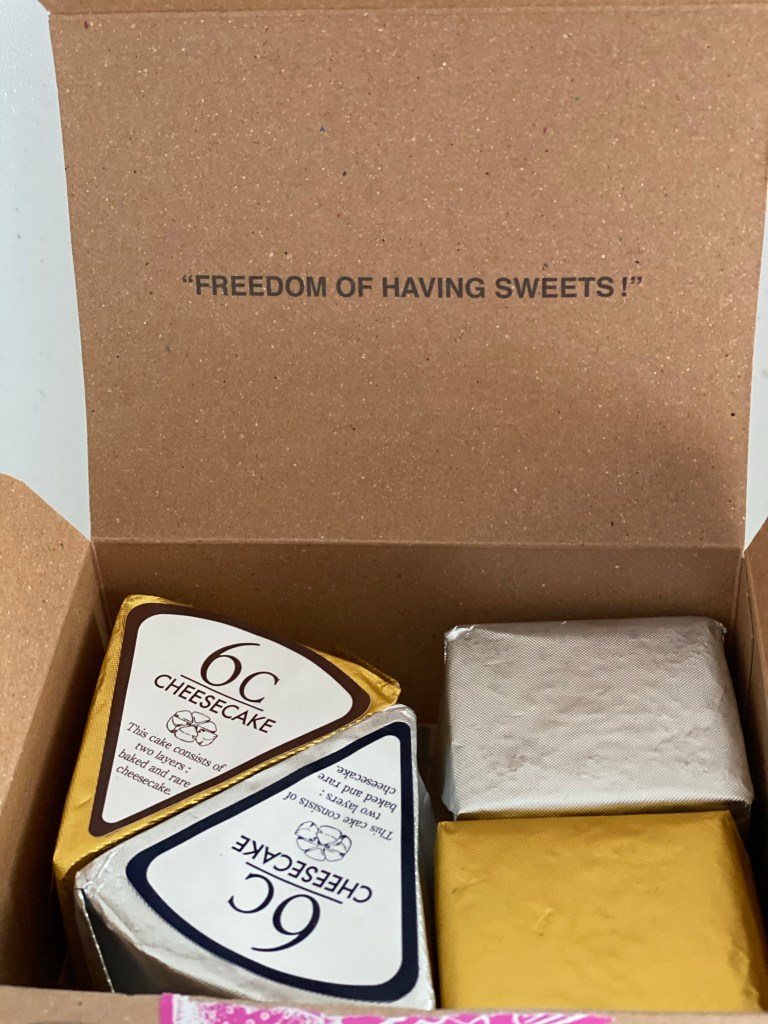 “FREEDOM OF HAVING SWEETS!”
6C
CHEESECAKE
This cake consists of
two layers :
baked and rare
cheesecake.
6C
CHEESECAKE
This cake consists of
two layers :
baked and rare
cheesecake.